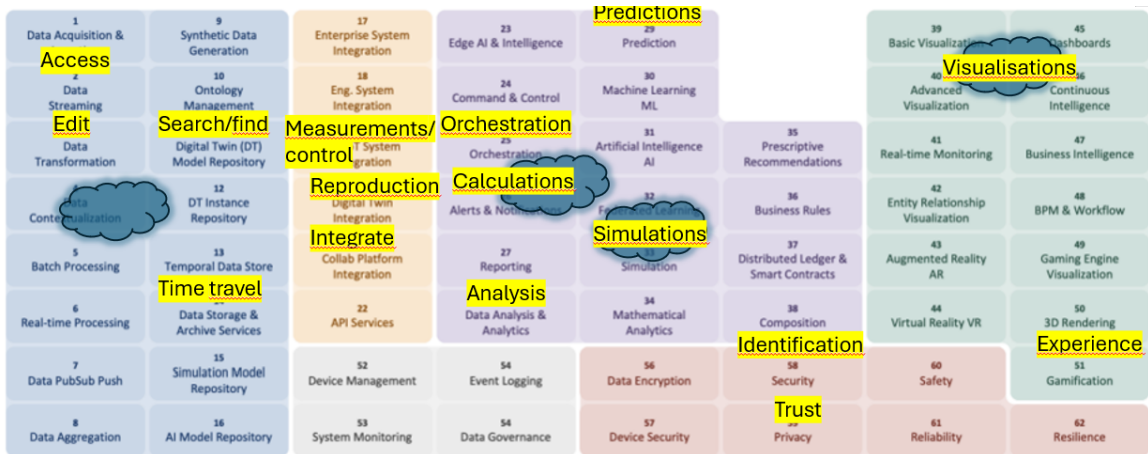 1
Data Acquisition &
Access
2
Data
Streaming
Edit
Data
Transformation
5
Batch Processing
6
Real-time Processing
7
Data PubSub Push
8
Data Aggregation
9
Synthetic Data
Generation
10
Ontology
Management
Search/find
Digital Twin (DT)
Model Repository
12
DT Instance
Repository
13
Temporal Data Store
Time travel
Data Storage &
Archive Services
15
Simulation Model
Repository
16
AI Model Repository
17
Enterprise System
Integration
18
Eng. System
Integration
Measurements/
control
System
Reproduction
Digital Twin
Integration
Integrate
Collab Platform
Integration
22
API Services
52
Device Management
53
System Monitoring
23
Edge AI & Intelligence
24
Command & Control
Orchestration
25
Orchestration
Calculations
Alerts &
27
Reporting
Analysis
Data Analysis &
Analytics
54
Event Logging
54
Data Governance
Predictions
29
Prediction
30
Machine Learning
ML
31
Artificial Intelligence
AI
32
Simulations
Simulation
34
Mathematical
Analytics
56
Data Encryption
57
Device Security
35
Prescriptive
Recommendations
36
Business Rules
37
Distributed Ledger &
Smart Contracts
38
Composition
Identification
58
Security
Trust
Privacy
39
Basic Visualization
Visualisations
40
Advanced
Visualization
41
Real-time Monitoring
42
Entity Relationship
Visualization
43
Augmented Reality
AR
44
Virtual Reality VR
60
Safety
61
Reliability
45
Dashboards
46
Continuous
Intelligence
47
Business Intelligence
48
BPM & Workflow
49
Gaming Engine
Visualization
50
3D Rendering
Experience
51
Gamification
62
Resilience